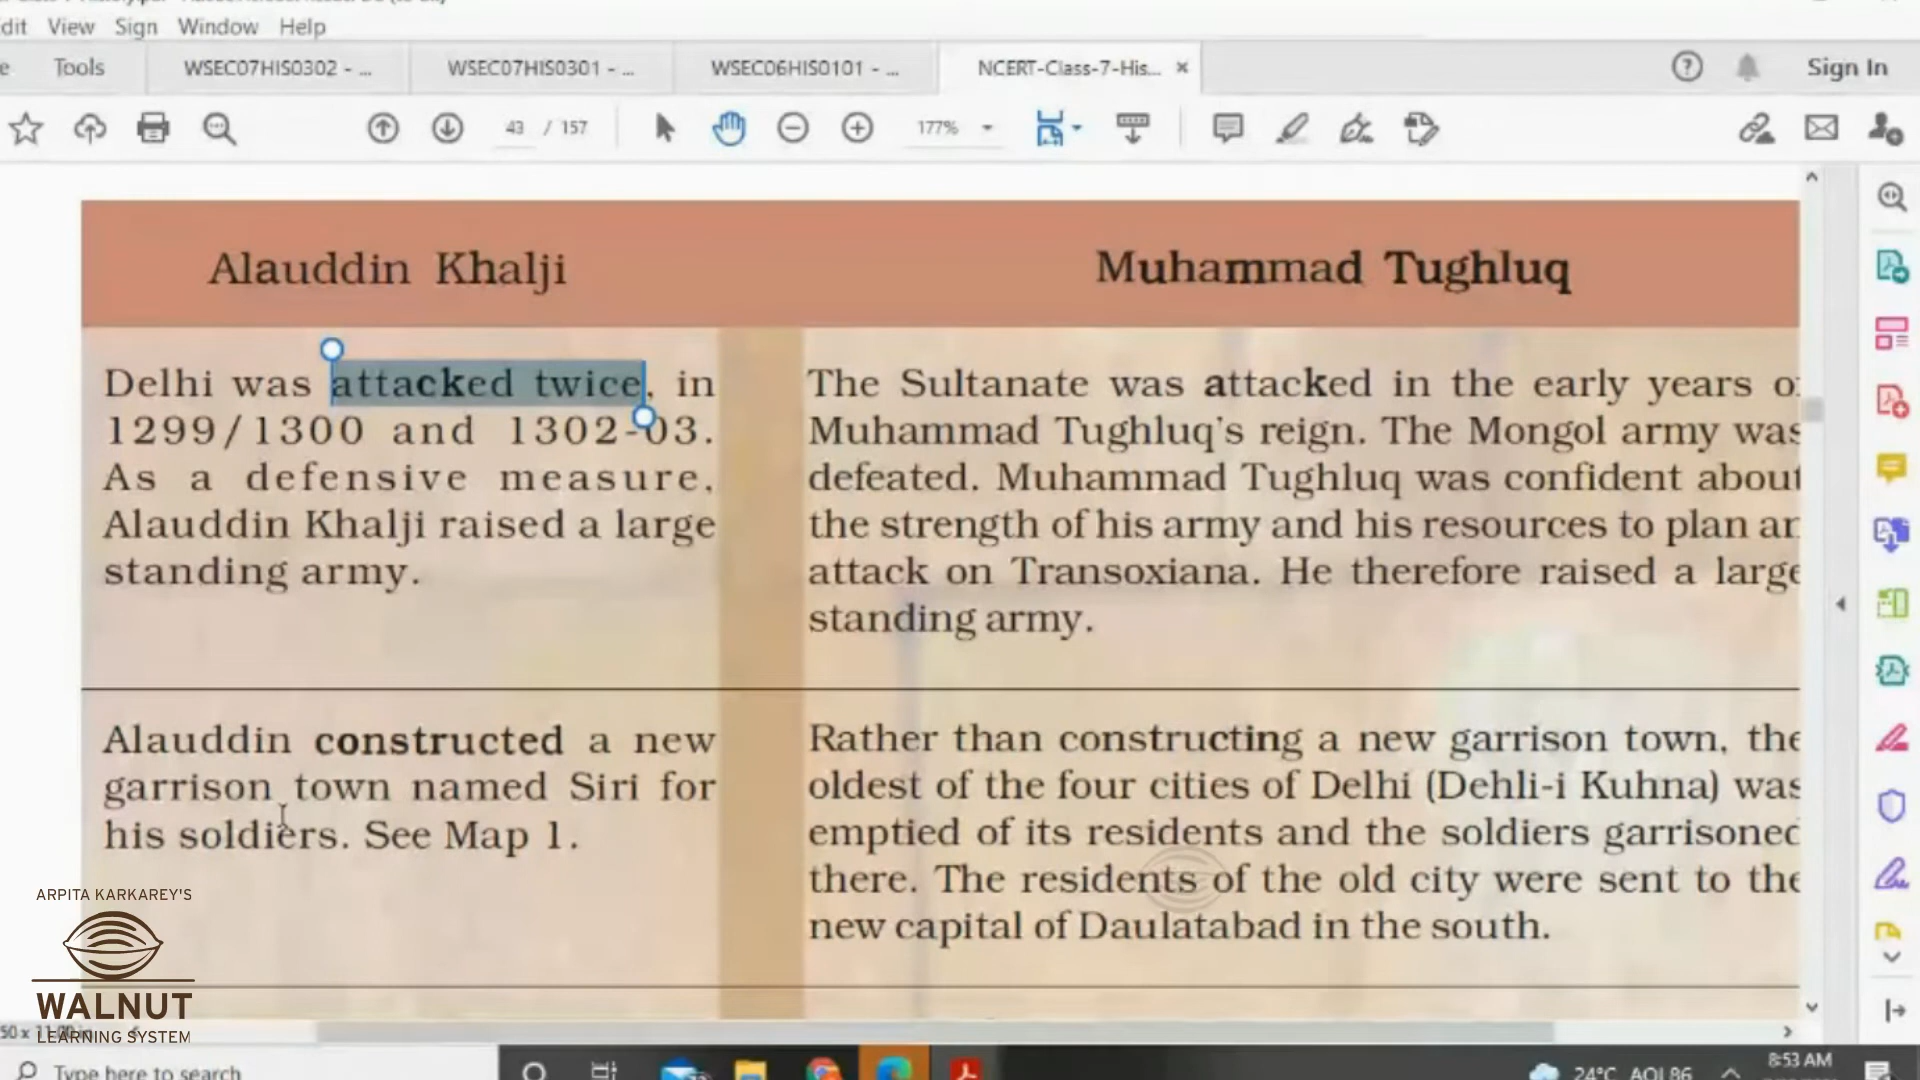 dit View Sign Window Help
Tools WSEC07HIS0302 - ... WSEC07HIS0301 - ... WSEC06HIS0101 - ... NCERT-Class-7-His... × Sign In
43 / 157 177%
Alauddin Khalji
Muhammad Tughluq
Delhi was attacked twice, in
1299/1300 and 1302-03.
As a defensive measure,
Alauddin Khalji raised a large
standing army.
The Sultanate was attacked in the early years o
Muhammad Tughluq's reign. The Mongol army was
defeated. Muhammad Tughluq was confident about
the strength of his army and his resources to plan an
attack on Transoxiana. He therefore raised a large
standing army.
Alauddin constructed a new
garrison town named Siri for
his soldiers. See Map 1.
Rather than constructing a new garrison town, the
oldest of the four cities of Delhi (Dehli-i Kuhna) was
emptied of its residents and the soldiers garrisoned
there. The residents of the old city were sent to the
new capital of Daulatabad in the south.
ARPITA KARKAREY'S
WALNUT
LEARNING SYSTEM
Type here to search
24°C AQI 86
8:53 AM